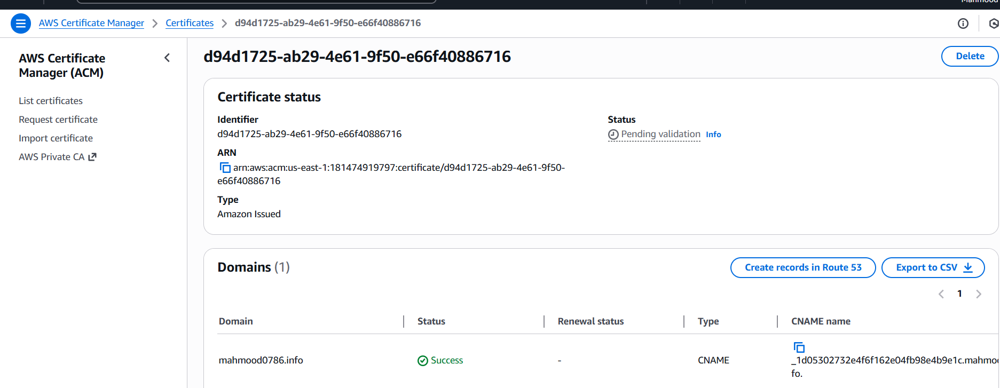 Mahmood
AWS Certificate Manager > Certificates > d94d1725-ab29-4e61-9f50-e66f40886716
AWS Certificate
Manager (ACM)
List certificates
Request certificate
Import certificate
AWS Private CA
d94d1725-ab29-4e61-9f50-e66f40886716
Delete
Certificate status
Identifier
d94d1725-ab29-4e61-9f50-e66f40886716
Status
Pending validation Info
ARN
arn:aws:acm:us-east-1:181474919797:certificate/d94d1725-ab29-4e61-9f50-
e66f40886716
Type
Amazon Issued
Domains (1)
Create records in Route 53
Export to CSV
1
Domain Status Renewal status Type CNAME name
mahmood0786.info Success - CNAME _1d05302732e4f6f162e04fb98e4b9e1c.mahmoo
fo.